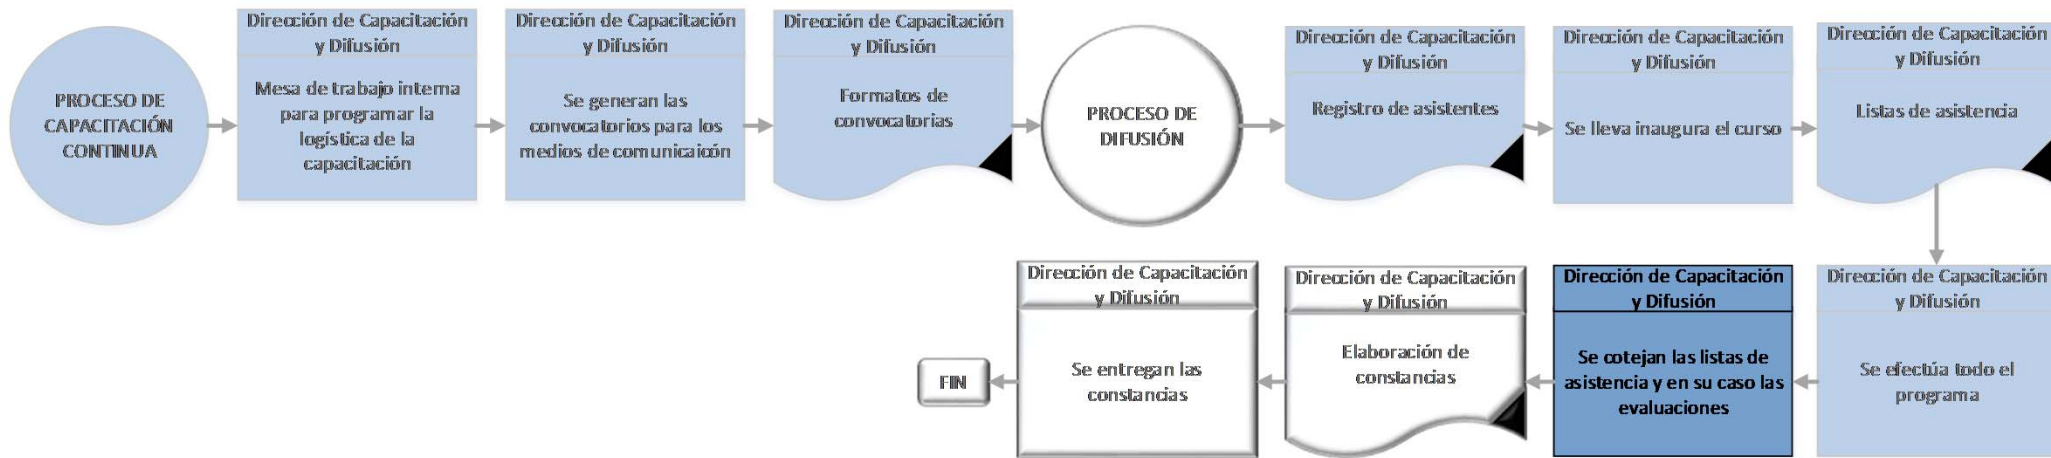 PROCESO DE
CAPACITACIÓN
CONTINUA
Dirección de Capacitación
y Difusión
Mesa de trabajo interna
para programar la
logística de la
capacitación
Dirección de Capacitación
y Difusión
Se generan las
convocatorios para los
medios de comunicaicón
Dirección de Capacitación
y Difusión
Formatos de
convocatorias
PROCESO DE
DIFUSIÓN
Dirección de Capacitación
y Difusión
Registro de asistentes
Dirección de Capacitación
y Difusión
Se lleva inaugura el curso
Dirección de Capacitación
y Difusión
Listas de asistencia
Dirección de Capacitación
y Difusión
Se efectúa todo el
programa
Dirección de Capacitación
y Difusión
Se cotejan las listas de
asistencia y en su caso las
evaluaciones
Dirección de Capacitación
y Difusión
Elaboración de
constancias
Dirección de Capacitación
y Difusión
Se entregan las
constancias
FIN